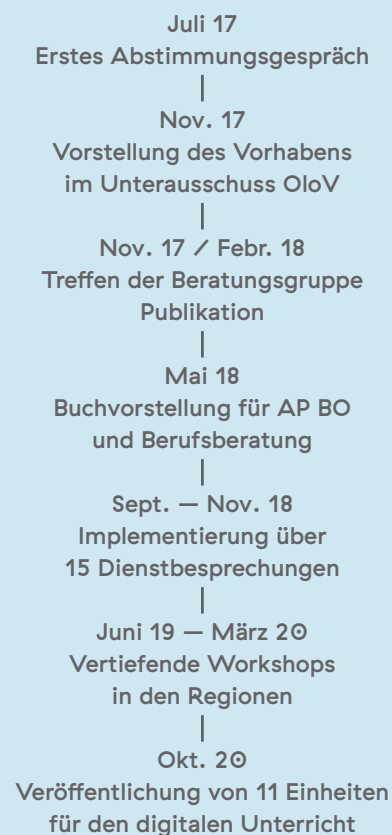 Juli 17
Erstes Abstimmungsgespräch
Nov. 17
Vorstellung des Vorhabens
im Unterausschuss OloV
Nov. 17 / Febr. 18
Treffen der Beratungsgruppe
Publikation
Mai 18
Buchvorstellung für AP BO
und Berufsberatung
Sept. — Nov. 18
Implementierung über
15 Dienstbesprechungen
Juni 19 — März 20
Vertiefende Workshops
in den Regionen
Okt. 20
Veröffentlichung von 11 Einheiten
für den digitalen Unterricht